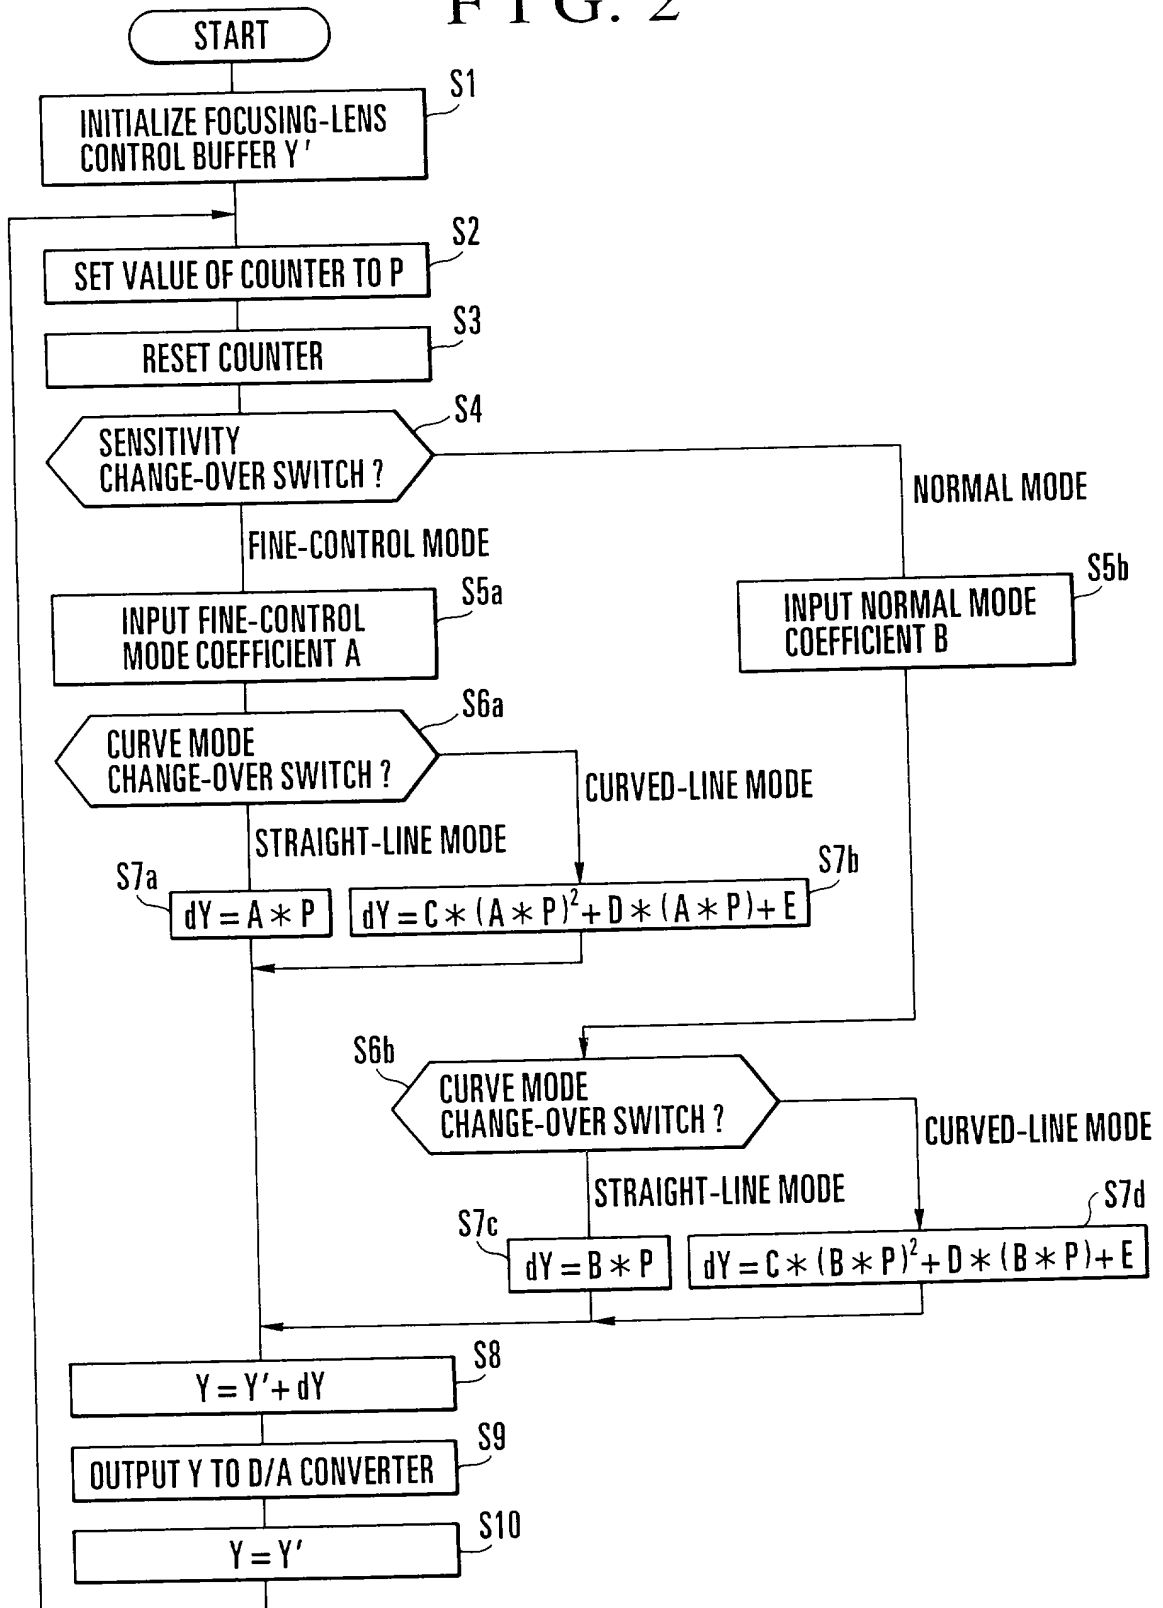 FIG. 2
START
S1
INITIALIZE FOCUSING-LENS
CONTROL BUFFER Y'
S2
SET VALUE OF COUNTER TO P
S3
RESET COUNTER
S4
SENSITIVITY
CHANGE-OVER SWITCH ?
NORMAL MODE
FINE-CONTROL MODE
S5a
INPUT FINE-CONTROL
MODE COEFFICIENT A
S5b
INPUT NORMAL MODE
COEFFICIENT B
S6a
CURVE MODE
CHANGE-OVER SWITCH ?
CURVED-LINE MODE
STRAIGHT-LINE MODE
S7a
dY = A * P
S7b
dY = C * (A * P)² + D * (A * P) + E
S6b
CURVE MODE
CHANGE-OVER SWITCH ?
CURVED-LINE MODE
STRAIGHT-LINE MODE
S7c
dY = B * P
S7d
dY = C * (B * P)² + D * (B * P) + E
S8
Y = Y' + dY
S9
OUTPUT Y TO D/A CONVERTER
S10
Y = Y'